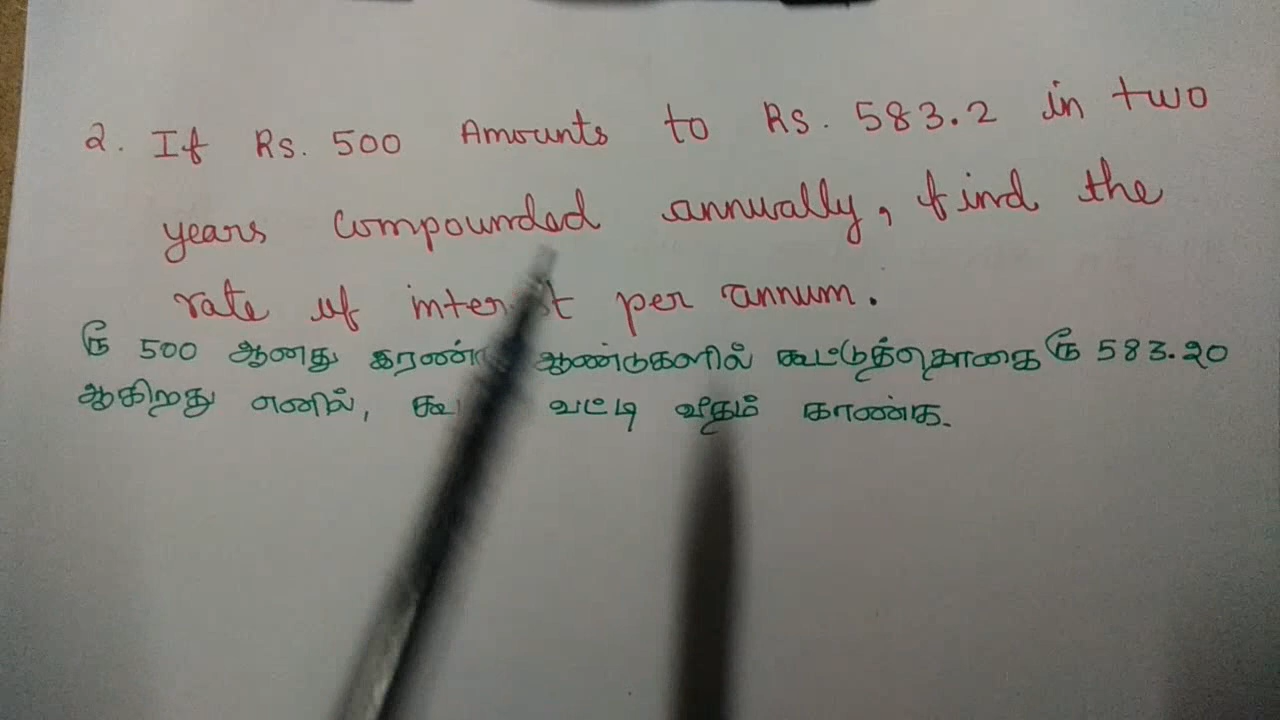 2. If Rs. 500 Amounts to Rs. 583.2 in two
years compounded annually, find the
rate of interest per annum.
ரூ 500 ஆனது ஆண்டுகளில் கூட்டுத்தொகை ரூ 583.20
ஆகிறது எனில், வட்டி வீதம் காண்க.